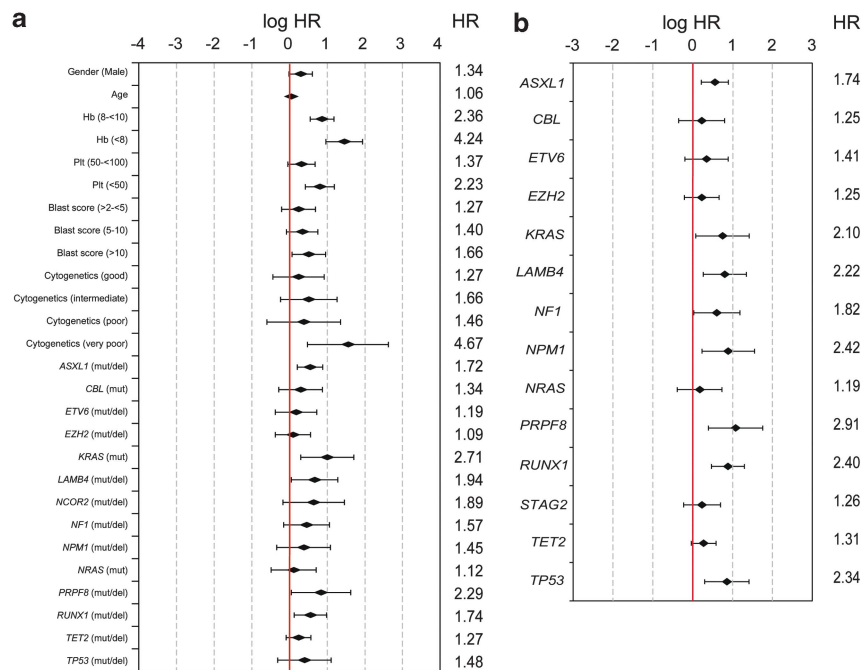 a
log HR
HR
-4 -3 -2 -1 0 1 2 3 4
Gender (Male) 1.34
Age 1.06
Hb (8-<10) 2.36
Hb (<8) 4.24
Plt (50-<100) 1.37
Plt (<50) 2.23
Blast score (>2-<5) 1.27
Blast score (5-10) 1.40
Blast score (>10) 1.66
Cytogenetics (good) 1.27
Cytogenetics (intermediate) 1.66
Cytogenetics (poor) 1.46
Cytogenetics (very poor) 4.67
ASXL1 (mut/del) 1.72
CBL (mut) 1.34
ETV6 (mut/del) 1.19
EZH2 (mut/del) 1.09
KRAS (mut) 2.71
LAMB4 (mut/del) 1.94
NCOR2 (mut/del) 1.89
NF1 (mut/del) 1.57
NPM1 (mut/del) 1.45
NRAS (mut) 1.12
PRPF8 (mut/del) 2.29
RUNX1 (mut/del) 1.74
TET2 (mut/del) 1.27
TP53 (mut/del) 1.48
b
log HR
HR
-3 -2 -1 0 1 2 3
ASXL1 1.74
CBL 1.25
ETV6 1.41
EZH2 1.25
KRAS 2.10
LAMB4 2.22
NF1 1.82
NPM1 2.42
NRAS 1.19
PRPF8 2.91
RUNX1 2.40
STAG2 1.26
TET2 1.31
TP53 2.34